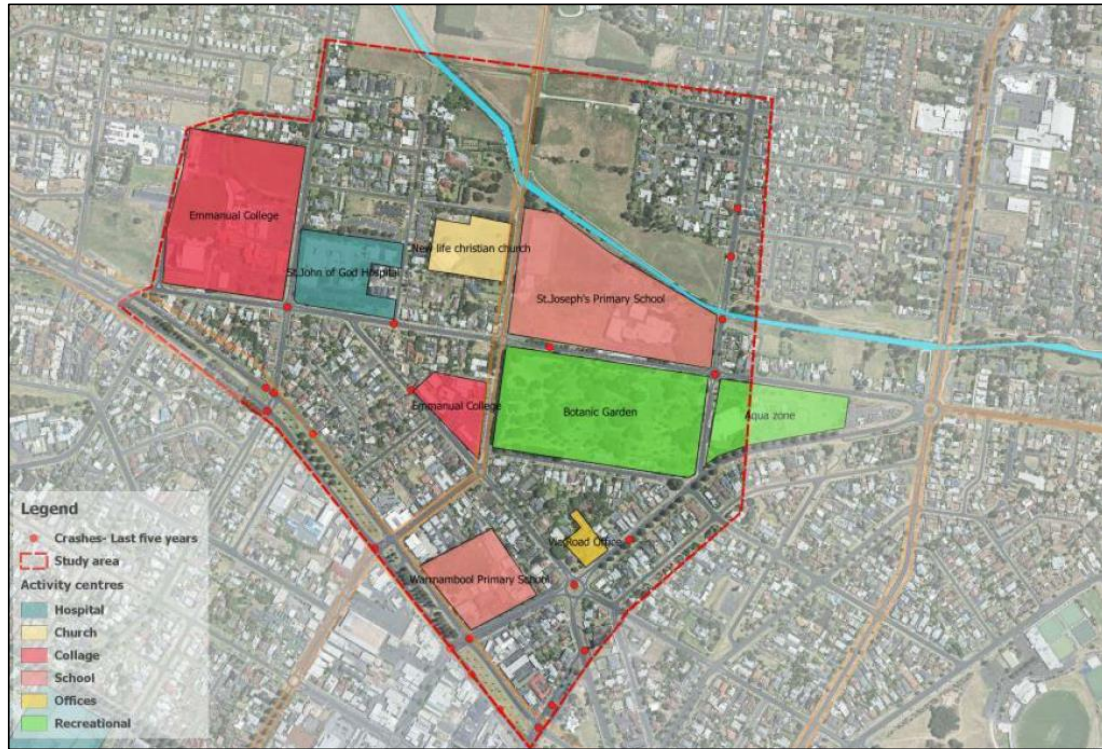 Emmanual College
New life christian church
St.John of God Hospital
St.Joseph's Primary School
Emmanual College
Botanic Garden
Aqua zone
VicRoad Office
Warrnambool Primary School
Legend
Crashes- Last five years
Study area
Activity centres
Hospital
Church
Collage
School
Offices
Recreational